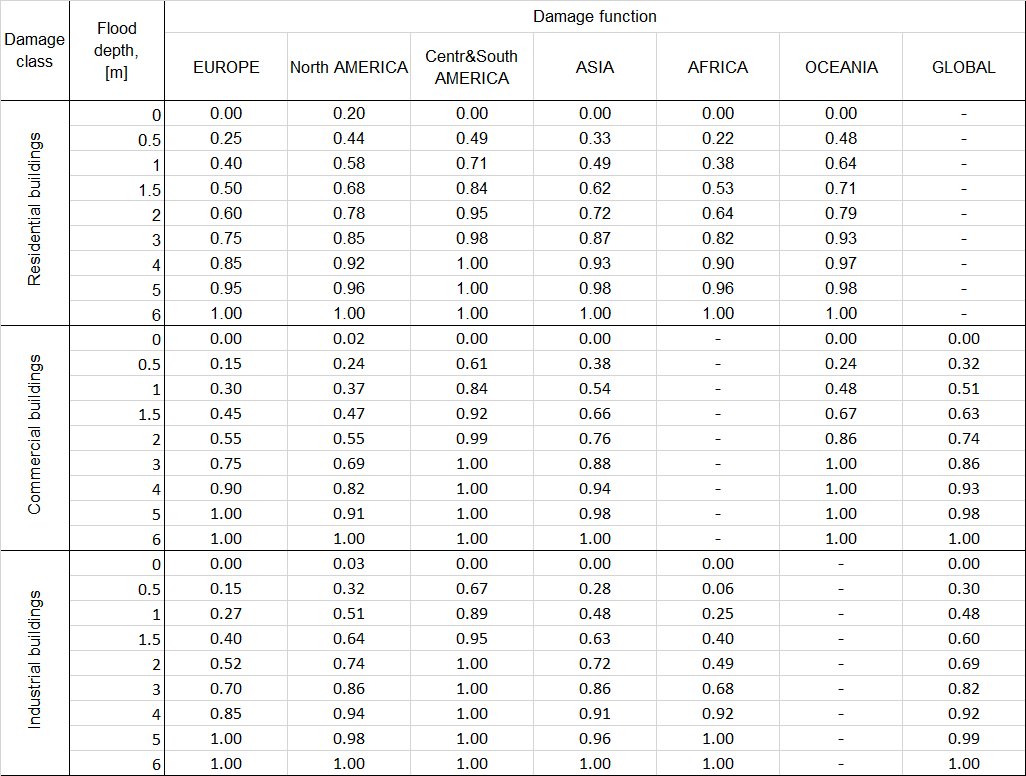 Damage class
Flood depth, [m]
Damage function
EUROPE North AMERICA Centr&South AMERICA ASIA AFRICA OCEANIA GLOBAL
Residential buildings
0 0.00 0.20 0.00 0.00 0.00 0.00 -
0.5 0.25 0.44 0.49 0.33 0.22 0.48 -
1 0.40 0.58 0.71 0.49 0.38 0.64 -
1.5 0.50 0.68 0.84 0.62 0.53 0.71 -
2 0.60 0.78 0.95 0.72 0.64 0.79 -
3 0.75 0.85 0.98 0.87 0.82 0.93 -
4 0.85 0.92 1.00 0.93 0.90 0.97 -
5 0.95 0.96 1.00 0.98 0.96 0.98 -
6 1.00 1.00 1.00 1.00 1.00 1.00 -
Commercial buildings
0 0.00 0.02 0.00 0.00 - 0.00 0.00
0.5 0.15 0.24 0.61 0.38 - 0.24 0.32
1 0.30 0.37 0.84 0.54 - 0.48 0.51
1.5 0.45 0.47 0.92 0.66 - 0.67 0.63
2 0.55 0.55 0.99 0.76 - 0.86 0.74
3 0.75 0.69 1.00 0.88 - 1.00 0.86
4 0.90 0.82 1.00 0.94 - 1.00 0.93
5 1.00 0.91 1.00 0.98 - 1.00 0.98
6 1.00 1.00 1.00 1.00 - 1.00 1.00
Industrial buildings
0 0.00 0.03 0.00 0.00 0.00 - 0.00
0.5 0.15 0.32 0.67 0.28 0.06 - 0.30
1 0.27 0.51 0.89 0.48 0.25 - 0.48
1.5 0.40 0.64 0.95 0.63 0.40 - 0.60
2 0.52 0.74 1.00 0.72 0.49 - 0.69
3 0.70 0.86 1.00 0.86 0.68 - 0.82
4 0.85 0.94 1.00 0.91 0.92 - 0.92
5 1.00 0.98 1.00 0.96 1.00 - 0.99
6 1.00 1.00 1.00 1.00 1.00 - 1.00